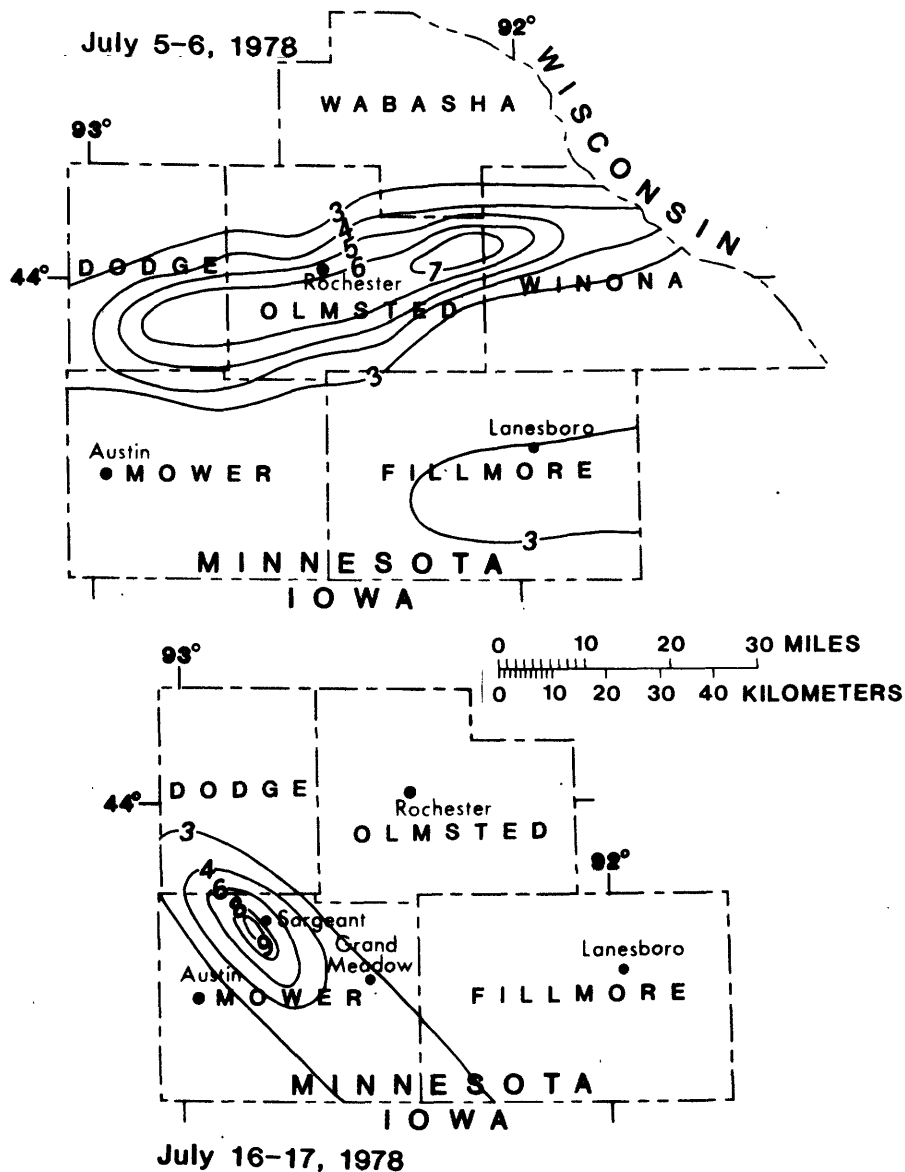 July 5-6, 1978
92°
WISCONSIN
WABASHA
93°
3
4
5
6
7
44°
DODGE
Rochester
WINONA
OLMSTED
3
Lanesboro
Austin
MOWER
FILLMORE
3
MINNESOTA
IOWA
0 10 20 30 MILES
0 10 20 30 40 KILOMETERS
93°
DODGE
44°
Rochester
OLMSTED
3
92°
4
6
8
Sargeant
9
Grand
Meadow
Lanesboro
Austin
MOWER
FILLMORE
MINNESOTA
IOWA
July 16-17, 1978